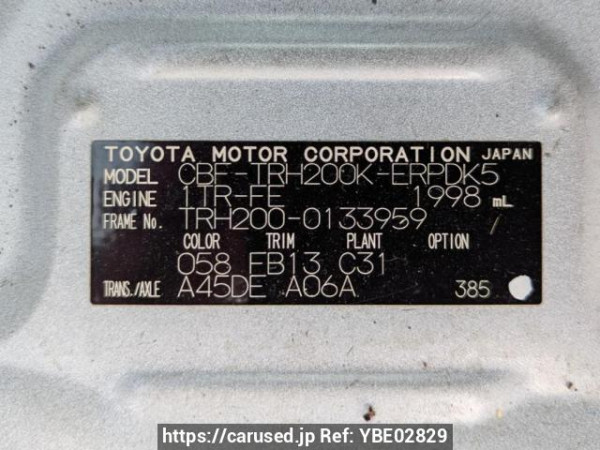 TOYOTA MOTOR CORPORATION JAPAN
MODEL CBF-TRH200K-ERPDK5
ENGINE 1TR-FE 1998 mL
FRAME No. TRH200-0133959 /
COLOR TRIM PLANT OPTION
058 EB13 C31
TRANS./AXLE A45DE A06A 385
https://carused.jp Ref: YBE02829